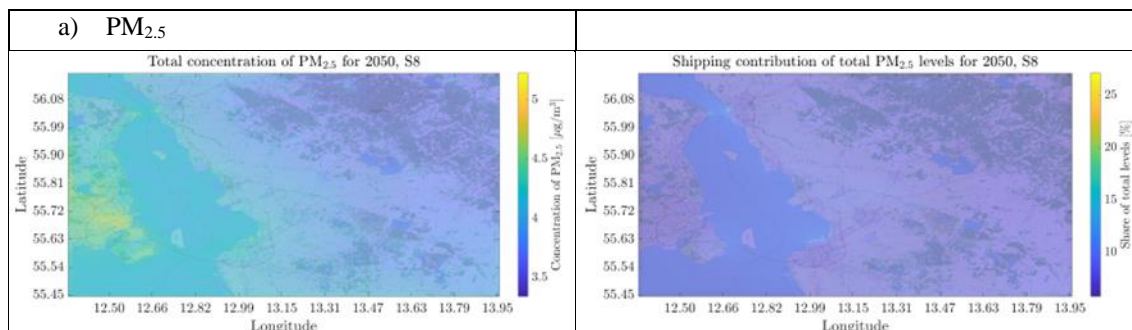 a) PM2.5
Total concentration of PM2.5 for 2050, S8
56.08
55.99
55.90
55.81
55.72
55.63
55.54
55.45
Latitude
12.50 12.66 12.82 12.99 13.15 13.31 13.47 13.63 13.79 13.95
Longitude
5
4.5
4
3.5
Concentration of PM2.5 [μg/m³]
Shipping contribution of total PM2.5 levels for 2050, S8
56.08
55.99
55.90
55.81
55.72
55.63
55.54
55.45
Latitude
12.50 12.66 12.82 12.99 13.15 13.31 13.47 13.63 13.79 13.95
Longitude
25
20
15
10
Share of total levels [%]